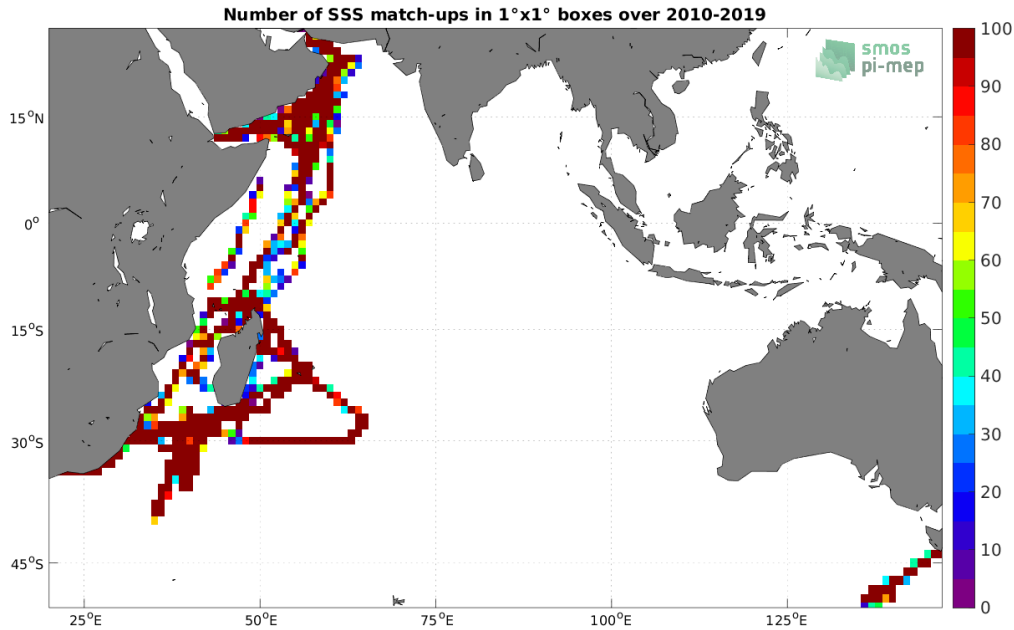 Number of SSS match-ups in 1°x1° boxes over 2010-2019
smos
pi-mep
15°N
0°
15°S
30°S
45°S
25°E
50°E
75°E
100°E
125°E
100
90
80
70
60
50
40
30
20
10
0